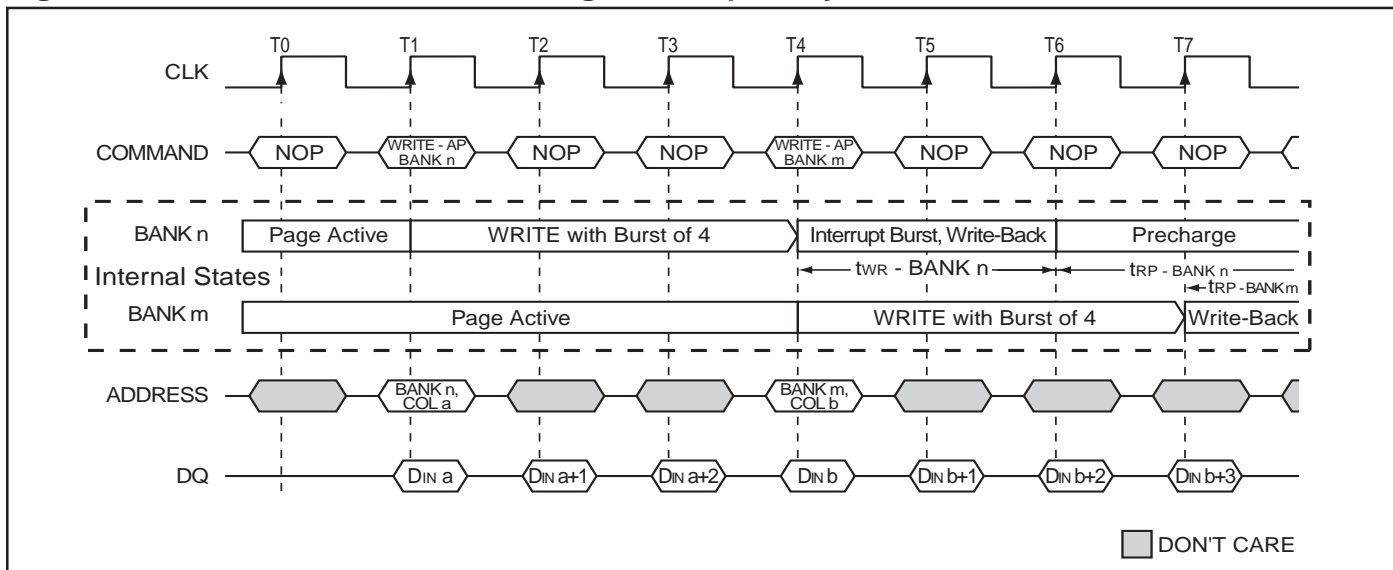 T0 T1 T2 T3 T4 T5 T6 T7
CLK
COMMAND NOP WRITE - AP BANK n NOP NOP WRITE - AP BANK m NOP NOP NOP
BANK n Page Active WRITE with Burst of 4 Interrupt Burst, Write-Back Precharge
Internal States tWR - BANK n tRP - BANK n
tRP - BANK m
BANK m Page Active WRITE with Burst of 4 Write-Back
ADDRESS BANK n, COL a BANK m, COL b
DQ DIN a DIN a+1 DIN a+2 DIN b DIN b+1 DIN b+2 DIN b+3
DON'T CARE